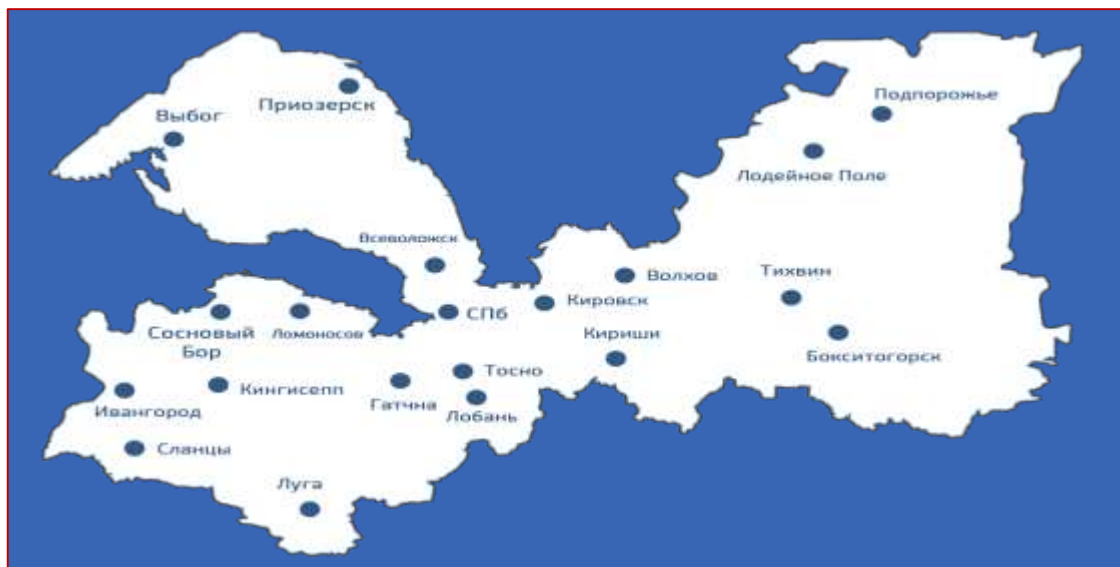 Приозерск
Выбог
Подпорожье
Лодейное Поле
Всеволожск
Волхов
Тихвин
Кировск
СПб
Сосновый
Бор
Ломоносов
Кириши
Бокситогорск
Тосно
Кингисепп
Гатчна
Ивангород
Лобань
Сланцы
Луга